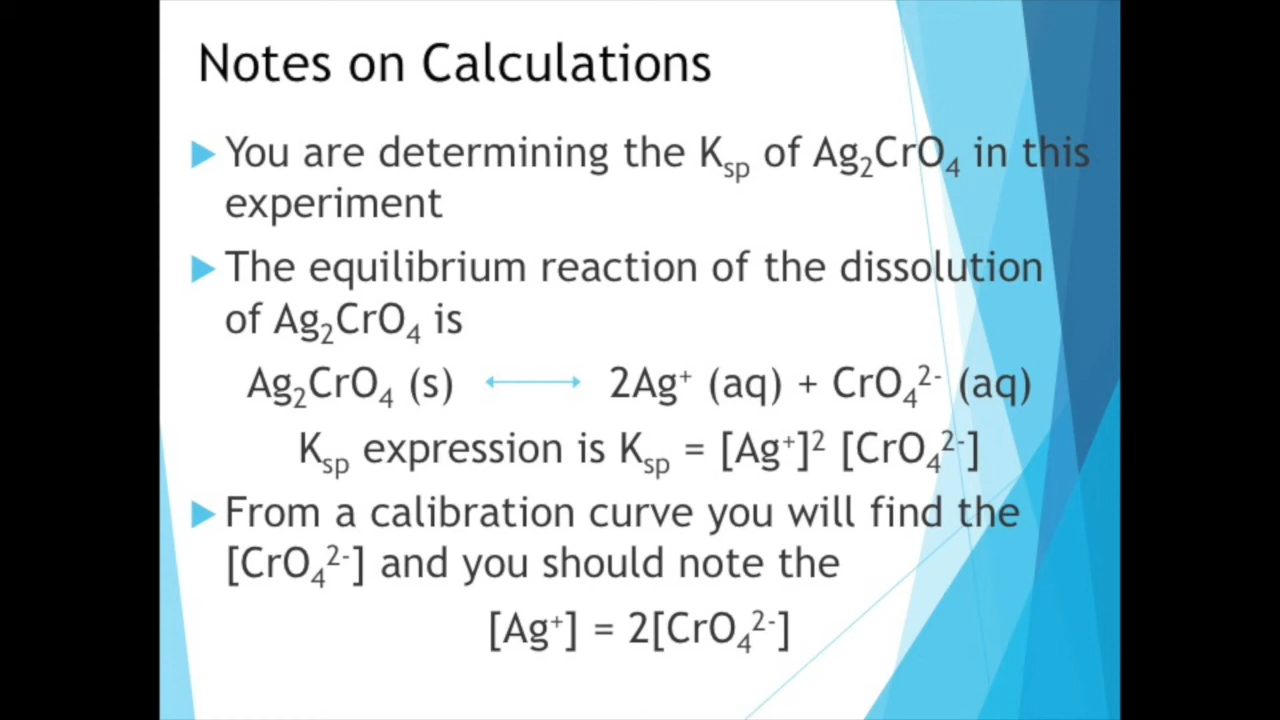 Notes on Calculations
You are determining the Ksp of Ag2CrO4 in this
experiment
The equilibrium reaction of the dissolution
of Ag2CrO4 is
Ag2CrO4 (s) ⟷ 2Ag⁺ (aq) + CrO4²⁻ (aq)
Ksp expression is Ksp = [Ag⁺]² [CrO4²⁻]
From a calibration curve you will find the
[CrO4²⁻] and you should note the
[Ag⁺] = 2[CrO4²⁻]